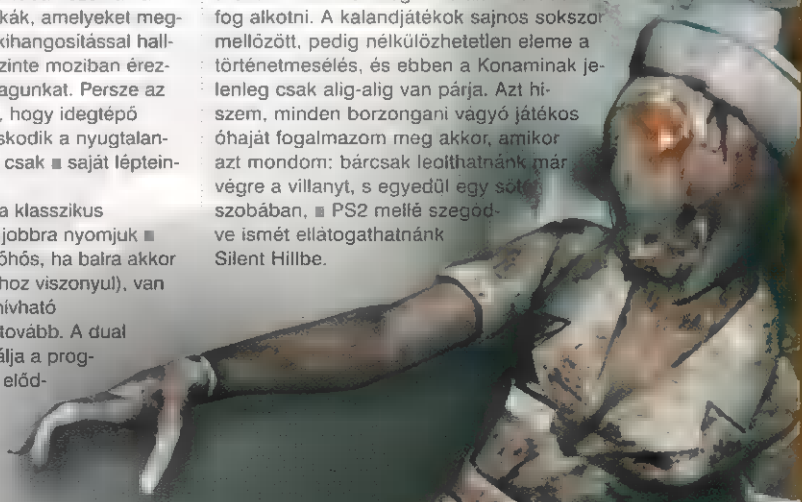 kák, amelyeket meg-
kihangosítással hall-
zinte moziban érez-
agunkat. Persze az
, hogy idegtépő
skodik a nyugtalan-
csak ■ saját léptein-
a klasszikus
jobbra nyomjuk ■
őhős, ha balra akkor
hoz viszonyul), van
hívható
tovább. A dual
álja a prog-
előd-
fog alkotni. A kalandjátékok sajnos sokszor
mellőzött, pedig nélkülözhetetlen eleme a
történetmesélés, és ebben a Konaminak je-
lenleg csak alig-alig van párja. Azt hi-
szem, minden borzongani vágyó játékos
óhaját fogalmazom meg akkor, amikor
azt mondom: bárcsak leolthatnánk már
végre a villanyt, s egyedül egy sötét
szobában, ■ PS2 mellé szegőd-
ve ismét ellátogathatnánk
Silent Hillbe.